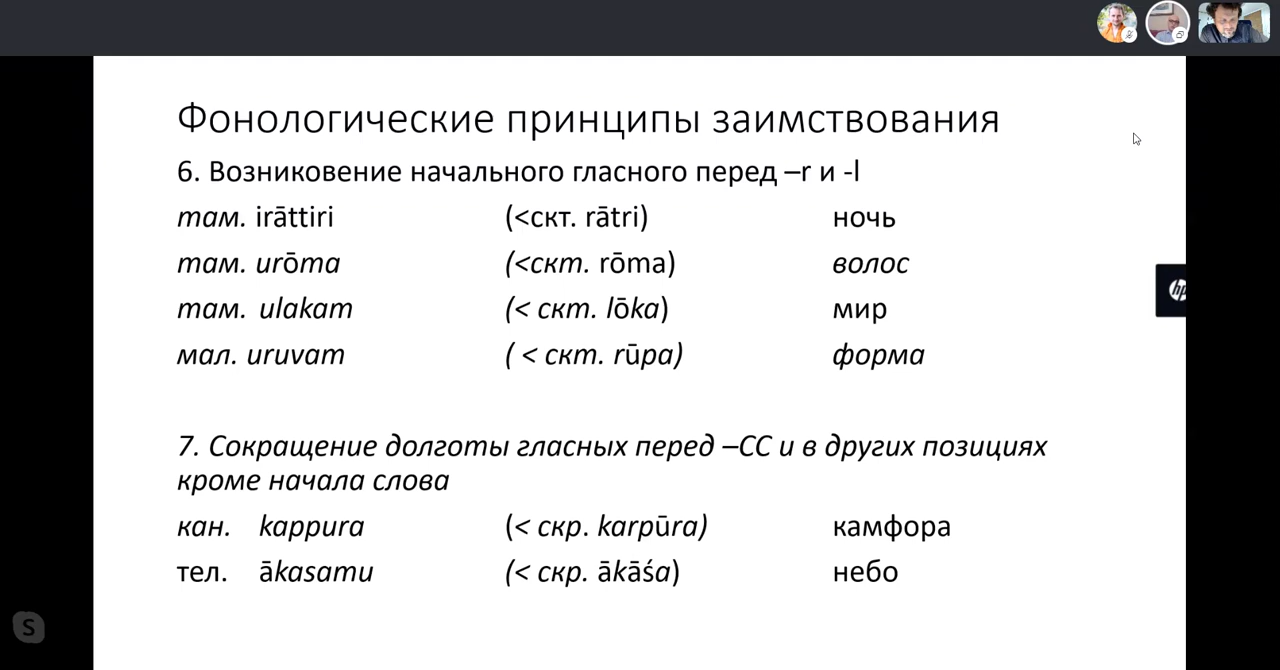 Фонологические принципы заимствования
6. Возниковение начального гласного перед –r и -l
там. irāttiri (<скт. rātri) ночь
там. urōma (<скт. rōma) волос
там. ulakam (< скт. lōka) мир
мал. uruvam ( < скт. rūpa) форма
7. Сокращение долготы гласных перед –CC и в других позициях
кроме начала слова
кан. kappura (< скр. karpūra) камфора
тел. ākasamu (< скр. ākāśa) небо
hp
S